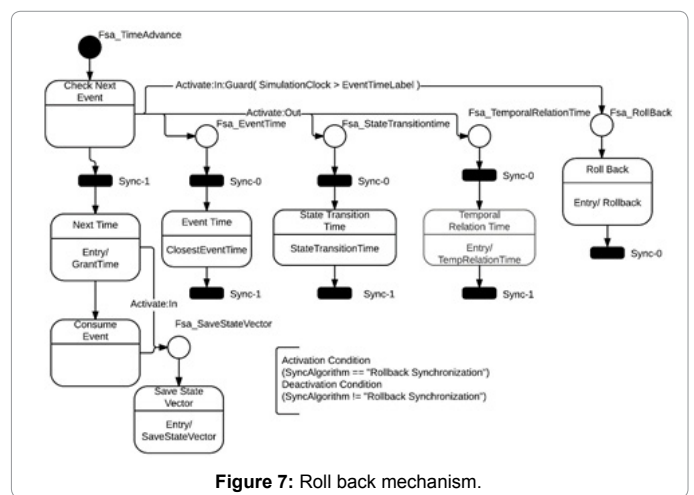 Fsa_TimeAdvance
Check Next
Event
Activate:In:Guard( SimulationClock > EventTimeLabel )
Activate:Out
Fsa_EventTime
Fsa_StateTransitiontime
Fsa_TemporalRelationTime
Fsa_RollBack
Sync-1
Sync-0
Sync-0
Sync-0
Roll Back
Entry/ Rollback
Sync-0
Next Time
Entry/
GrantTime
Event Time
ClosestEventTime
State Transition
Time
StateTransitionTime
Temporal
Relation Time
Entry/
TempRelationTime
Sync-1
Sync-1
Sync-1
Activate:In
Consume
Event
Fsa_SaveStateVector
Save State
Vector
Entry/
SaveStateVector
Activation Condition
(SyncAlgorithm == "Rollback Synchronization")
Deactivation Condition
(SyncAlgorithm != "Rollback Synchronization")
Figure 7: Roll back mechanism.